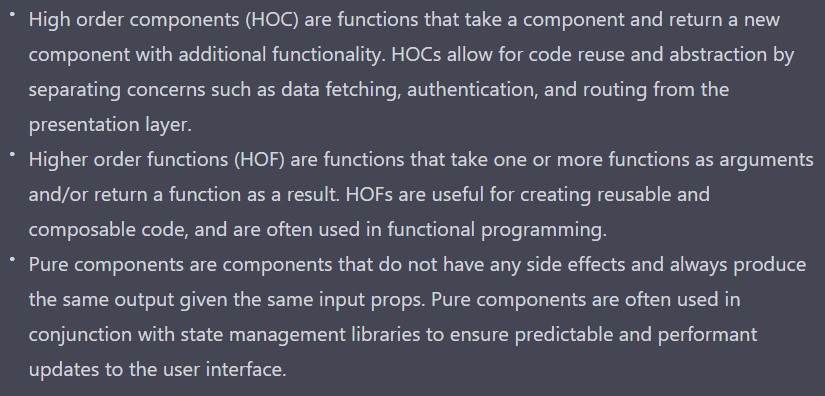 • High order components (HOC) are functions that take a component and return a new
component with additional functionality. HOCs allow for code reuse and abstraction by
separating concerns such as data fetching, authentication, and routing from the
presentation layer.
• Higher order functions (HOF) are functions that take one or more functions as arguments
and/or return a function as a result. HOFs are useful for creating reusable and
composable code, and are often used in functional programming.
• Pure components are components that do not have any side effects and always produce
the same output given the same input props. Pure components are often used in
conjunction with state management libraries to ensure predictable and performant
updates to the user interface.